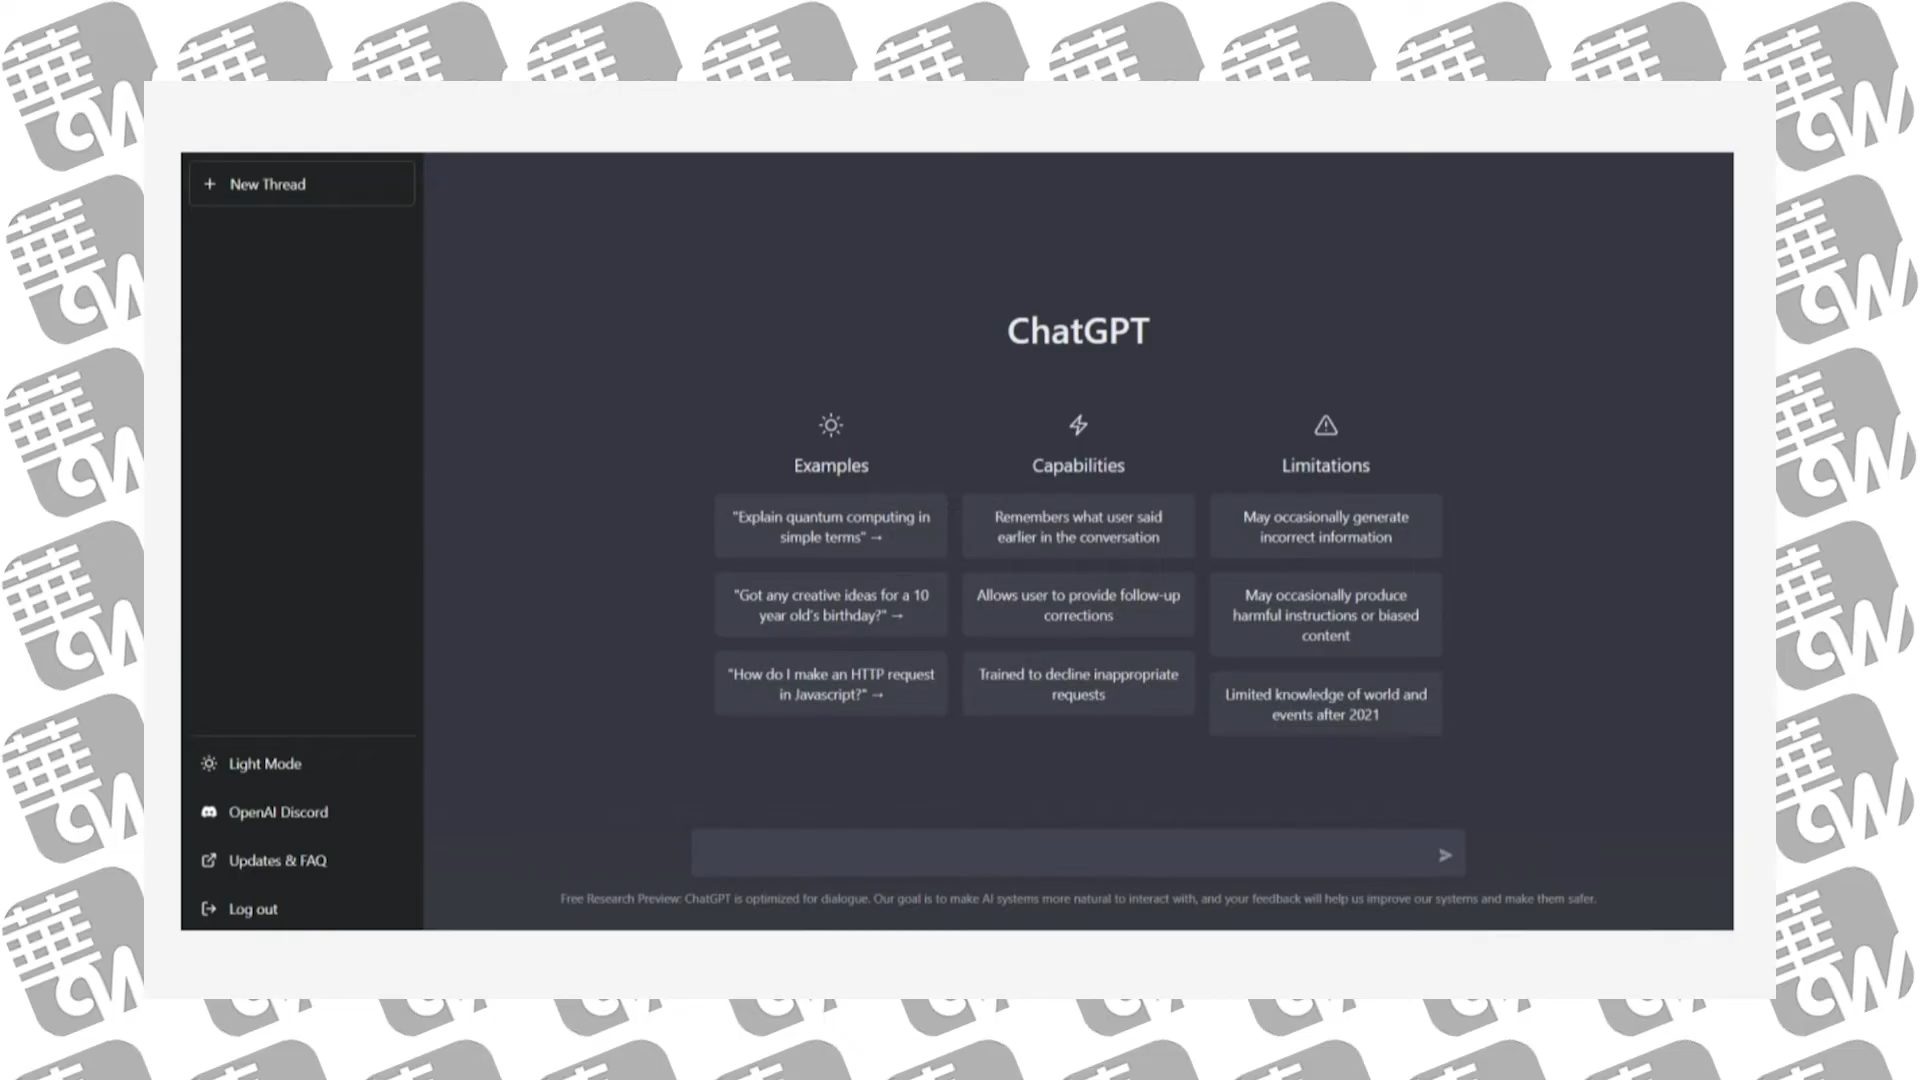 New Thread
ChatGPT
Examples
"Explain quantum computing in
simple terms" →
"Got any creative ideas for a 10
year old's birthday?" →
"How do I make an HTTP request
in Javascript?" →
Capabilities
Remembers what user said
earlier in the conversation
Allows user to provide follow-up
corrections
Trained to decline inappropriate
requests
Limitations
May occasionally generate
incorrect information
May occasionally produce
harmful instructions or biased
content
Limited knowledge of world and
events after 2021
Light Mode
OpenAI Discord
Updates & FAQ
Log out
Free Research Preview: ChatGPT is optimized for dialogue. Our goal is to make AI systems more natural to interact with, and your feedback will help us improve our systems and make them safer.